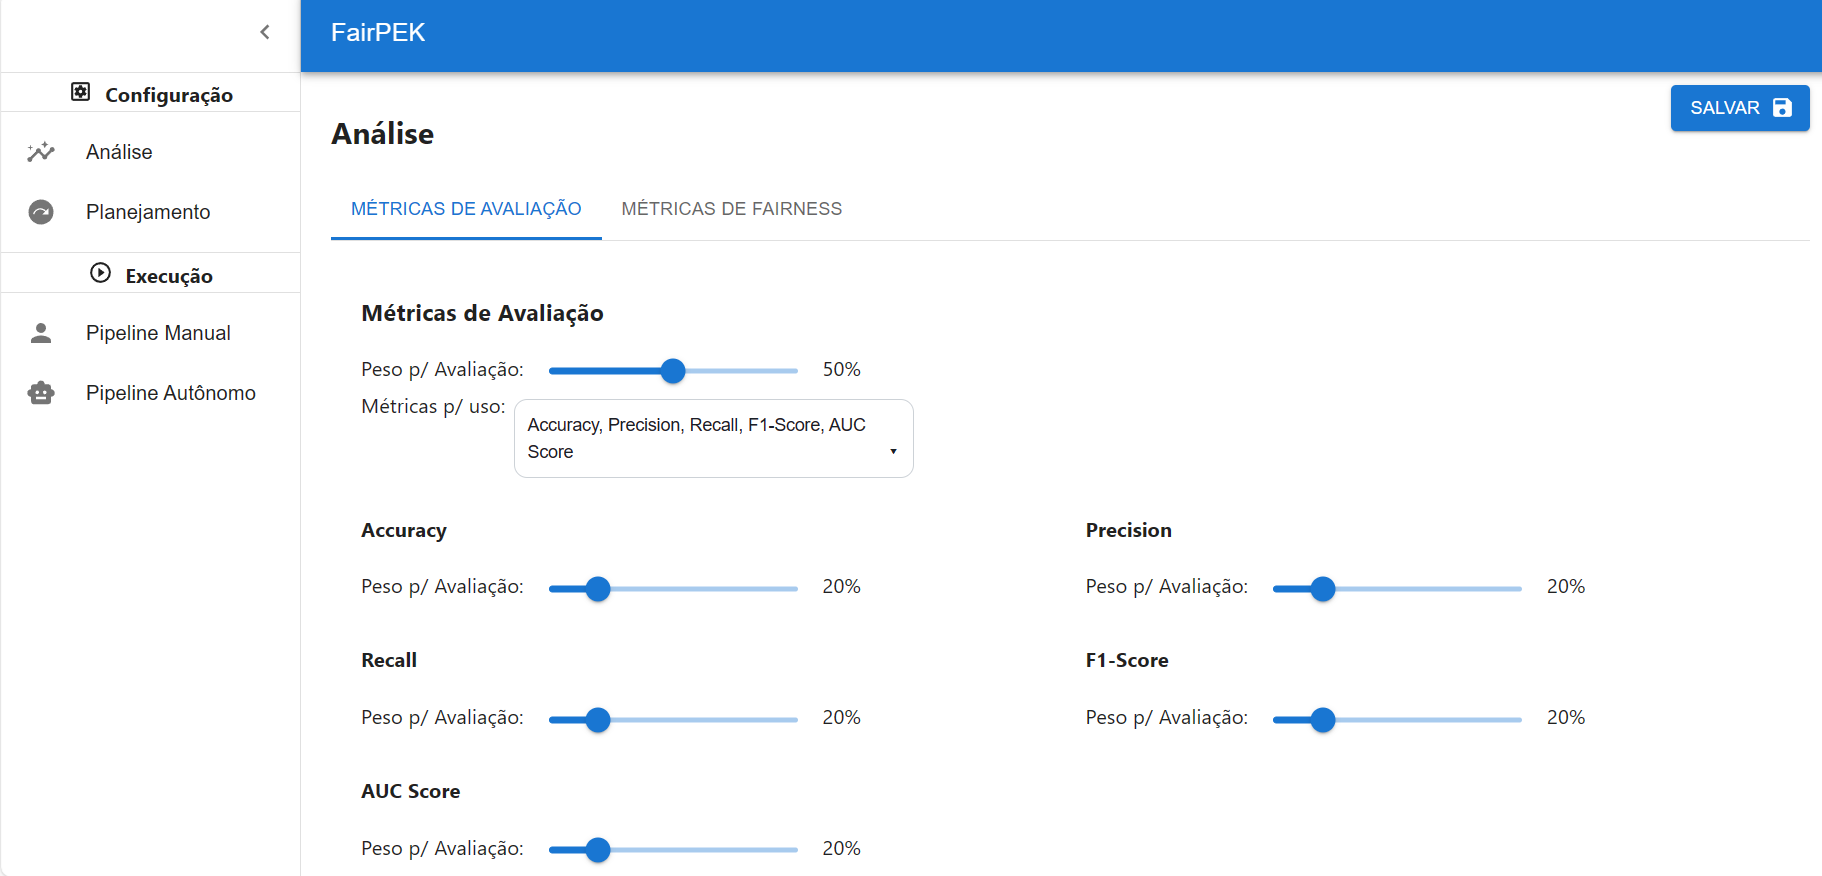 FairPEK
Configuração
Análise
Planejamento
Execução
Pipeline Manual
Pipeline Autônomo
SALVAR
Análise
MÉTRICAS DE AVALIAÇÃO
MÉTRICAS DE FAIRNESS
Métricas de Avaliação
Peso p/ Avaliação: 50%
Métricas p/ uso:
Accuracy, Precision, Recall, F1-Score, AUC
Score
Accuracy
Peso p/ Avaliação: 20%
Precision
Peso p/ Avaliação: 20%
Recall
Peso p/ Avaliação: 20%
F1-Score
Peso p/ Avaliação: 20%
AUC Score
Peso p/ Avaliação: 20%